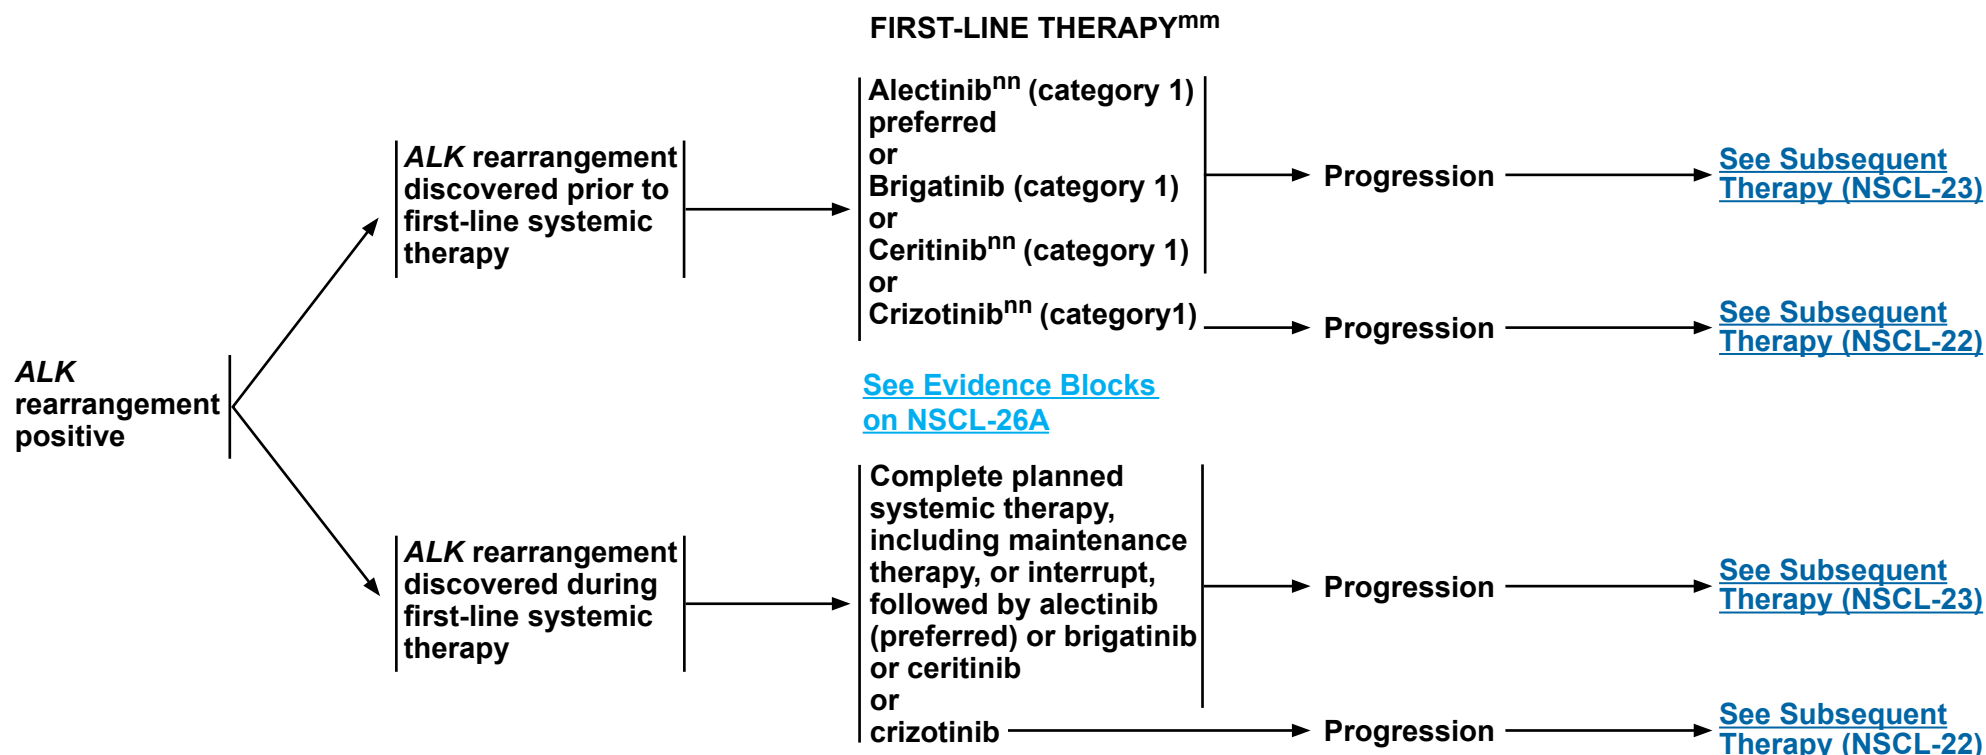 FIRST-LINE THERAPYmm
ALK
rearrangement
positive
ALK rearrangement
discovered prior to
first-line systemic
therapy
Alectinibnn (category 1)
preferred
or
Brigatinib (category 1)
or
Ceritinibnn (category 1)
or
Crizotinibnn (category1)
Progression
See Subsequent
Therapy (NSCL-23)
Progression
See Subsequent
Therapy (NSCL-22)
See Evidence Blocks
on NSCL-26A
ALK rearrangement
discovered during
first-line systemic
therapy
Complete planned
systemic therapy,
including maintenance
therapy, or interrupt,
followed by alectinib
(preferred) or brigatinib
or ceritinib
or
crizotinib
Progression
See Subsequent
Therapy (NSCL-23)
Progression
See Subsequent
Therapy (NSCL-22)